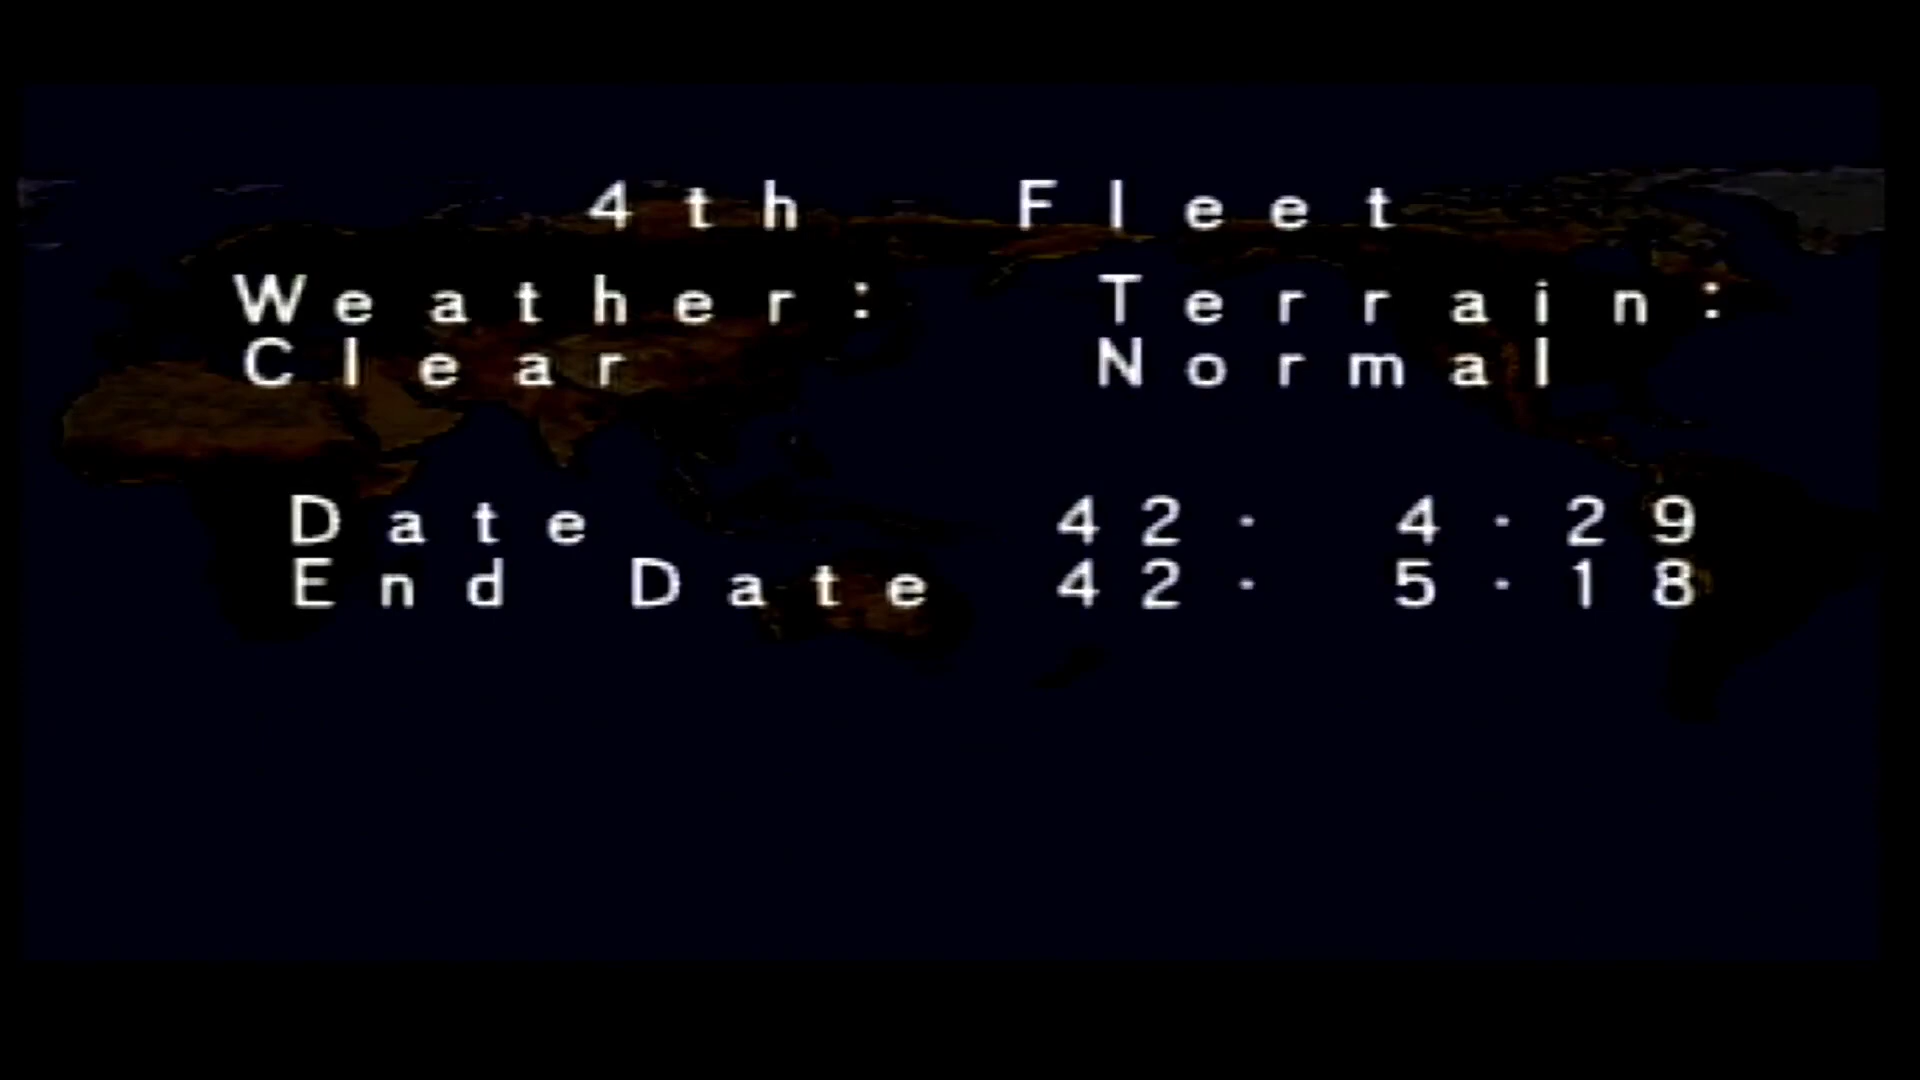 4th Fleet
Weather: Terrain:
Clear Normal
Date 42・ 4・29
End Date 42・ 5・18